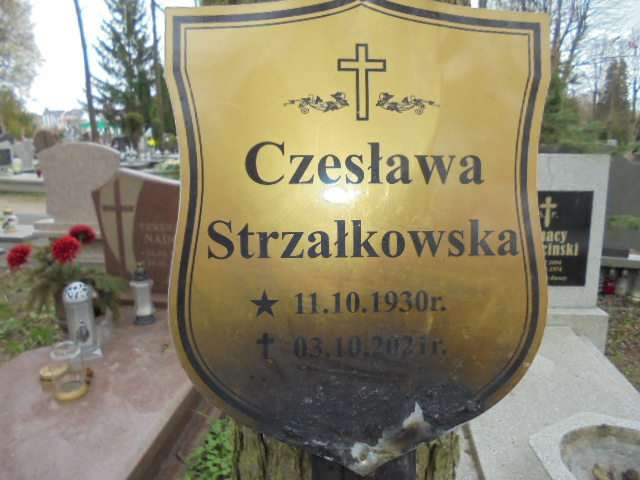 Czesława
Strzałkowska
★ 11.10.1930r.
✝ 03.10.2021r.